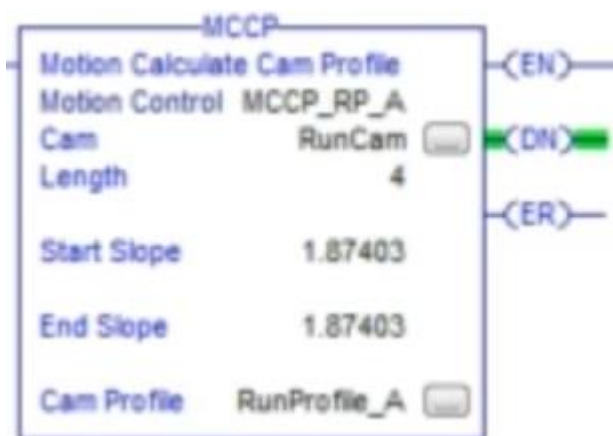 MCCP
Motion Calculate Cam Profile
Motion Control MCCP_RP_A
Cam RunCam ...
Length 4
Start Slope 1.87403
End Slope 1.87403
Cam Profile RunProfile_A ...
EN
DN
ER